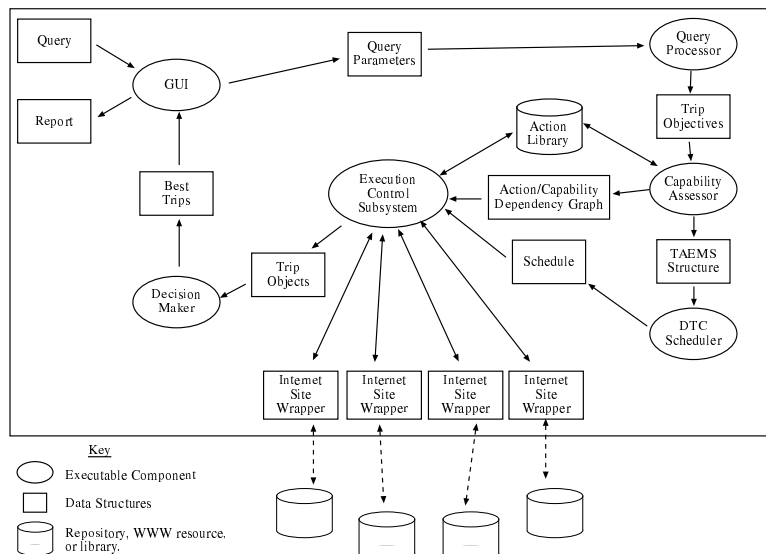 Query
Report
GUI
Query
Parameters
Query
Processor
Trip
Objectives
Action
Library
Best
Trips
Execution
Control
Subsystem
Action/Capability
Dependency Graph
Capability
Assessor
Trip
Objects
Schedule
TAEMS
Structure
Decision
Maker
DTC
Scheduler
Internet
Site
Wrapper
Internet
Site
Wrapper
Internet
Site
Wrapper
Internet
Site
Wrapper
Key
Executable Component
Data Structures
Repository, WWW resource,
or library.